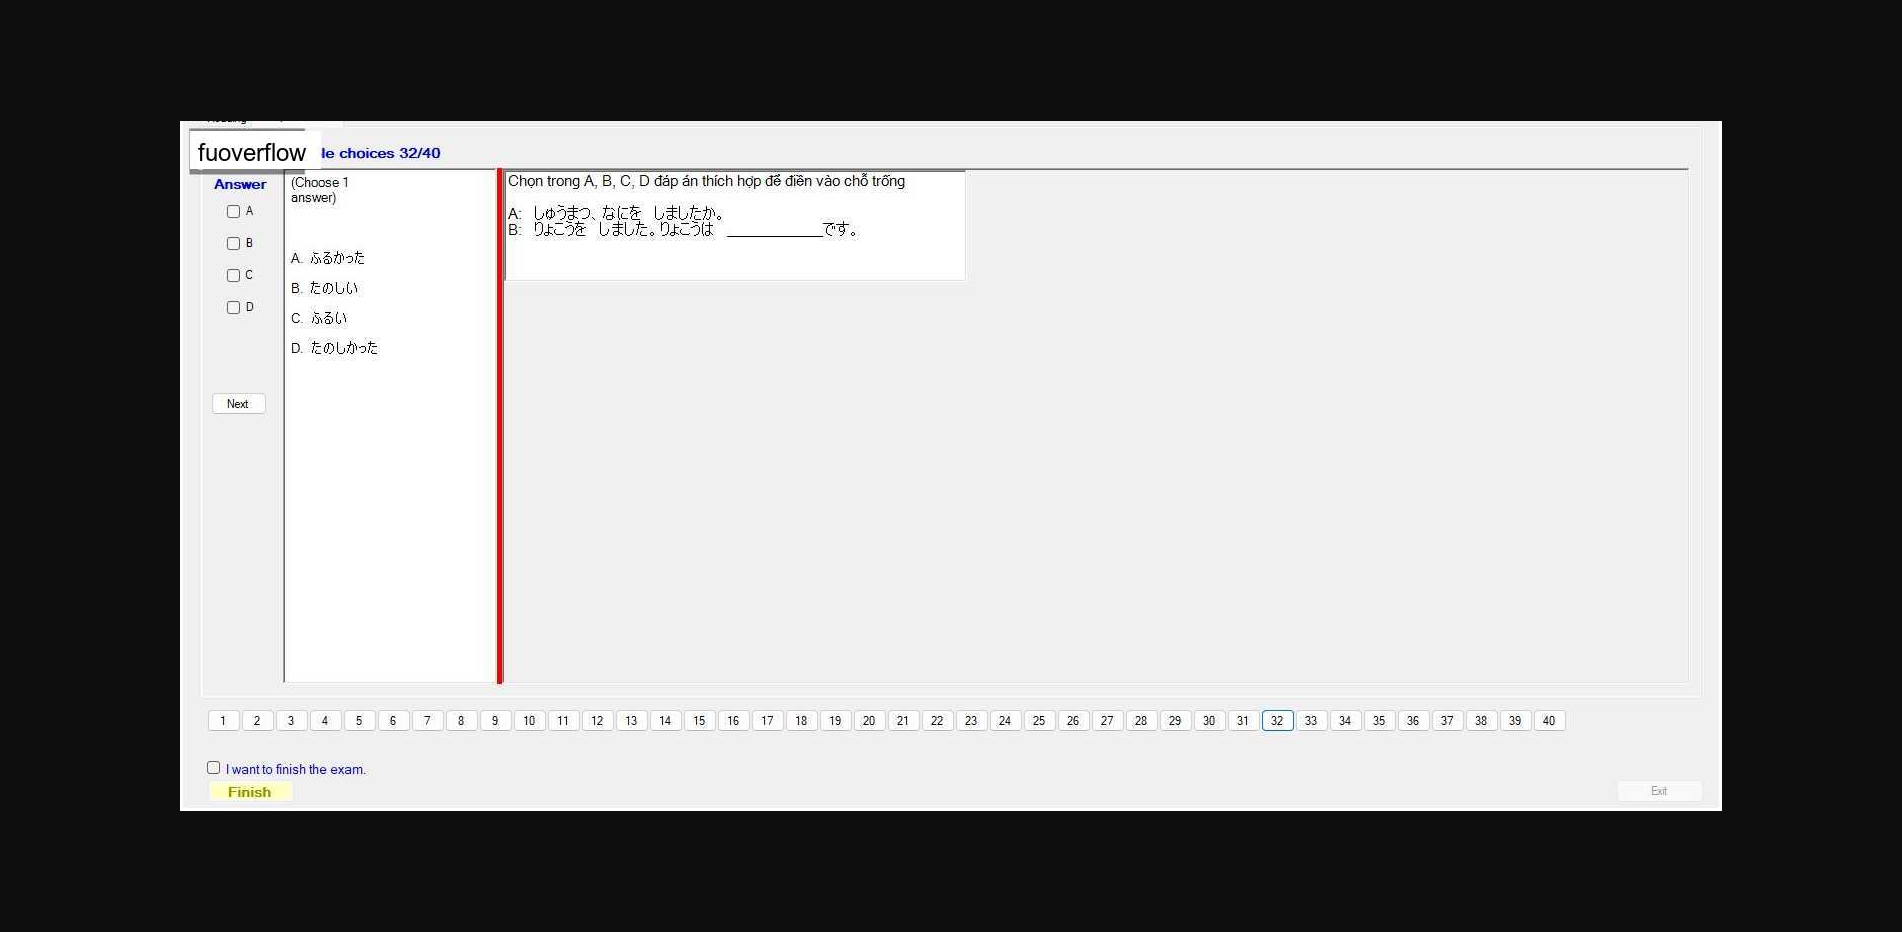 fuoverflow
le choices 32/40
Answer
A
B
C
D
Next
(Choose 1
answer)
A. ふるかった
B. たのしい
C. ふるい
D. たのしかった
Chọn trong A, B, C, D đáp án thích hợp để điền vào chỗ trống
A: しゅうまつ、なにを しましたか。
B: りょこうを しました。りょこうは ____________です。
1 2 3 4 5 6 7 8 9 10 11 12 13 14 15 16 17 18 19 20 21 22 23 24 25 26 27 28 29 30 31 32 33 34 35 36 37 38 39 40
I want to finish the exam.
Finish
Exit